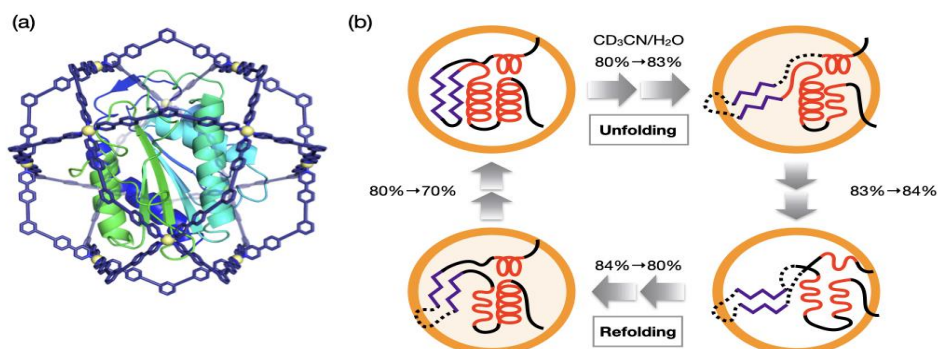 (a)
(b)
CD3CN/H2O
80%→83%
Unfolding
80%→70%
83%→84%
84%→80%
Refolding